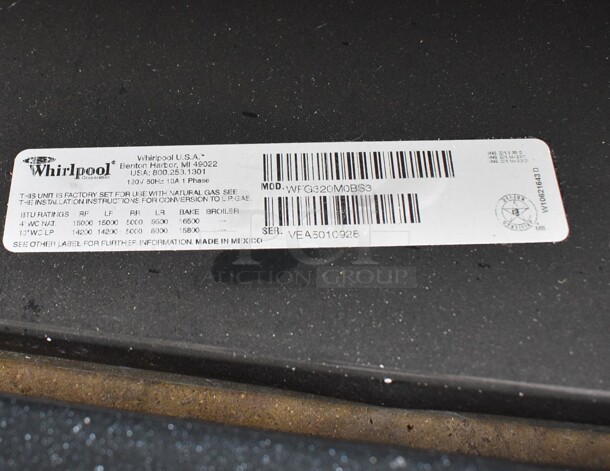 Whirlpool
Whirlpool U.S.A.
Benton Harbor, MI 49022
USA: 800.253.1301
120V 60Hz 10A 1 Phase
THIS UNIT IS FACTORY SET FOR USE WITH NATURAL GAS. SEE
THE INSTALLATION INSTRUCTIONS FOR CONVERSION TO L.P. GAS.
BTU RATINGS RF LF RR LR BAKE BROILER
4" WC NAT. 15000 15000 5000 16500
10" WC LP 14200 14200 5000 8000 15800
SEE OTHER LABEL FOR FURTHER INFORMATION. MADE IN MEXICO
MOD. WFG320M0BS3
SER. VEA5010928
W10621643 D
AUCTION GROUP